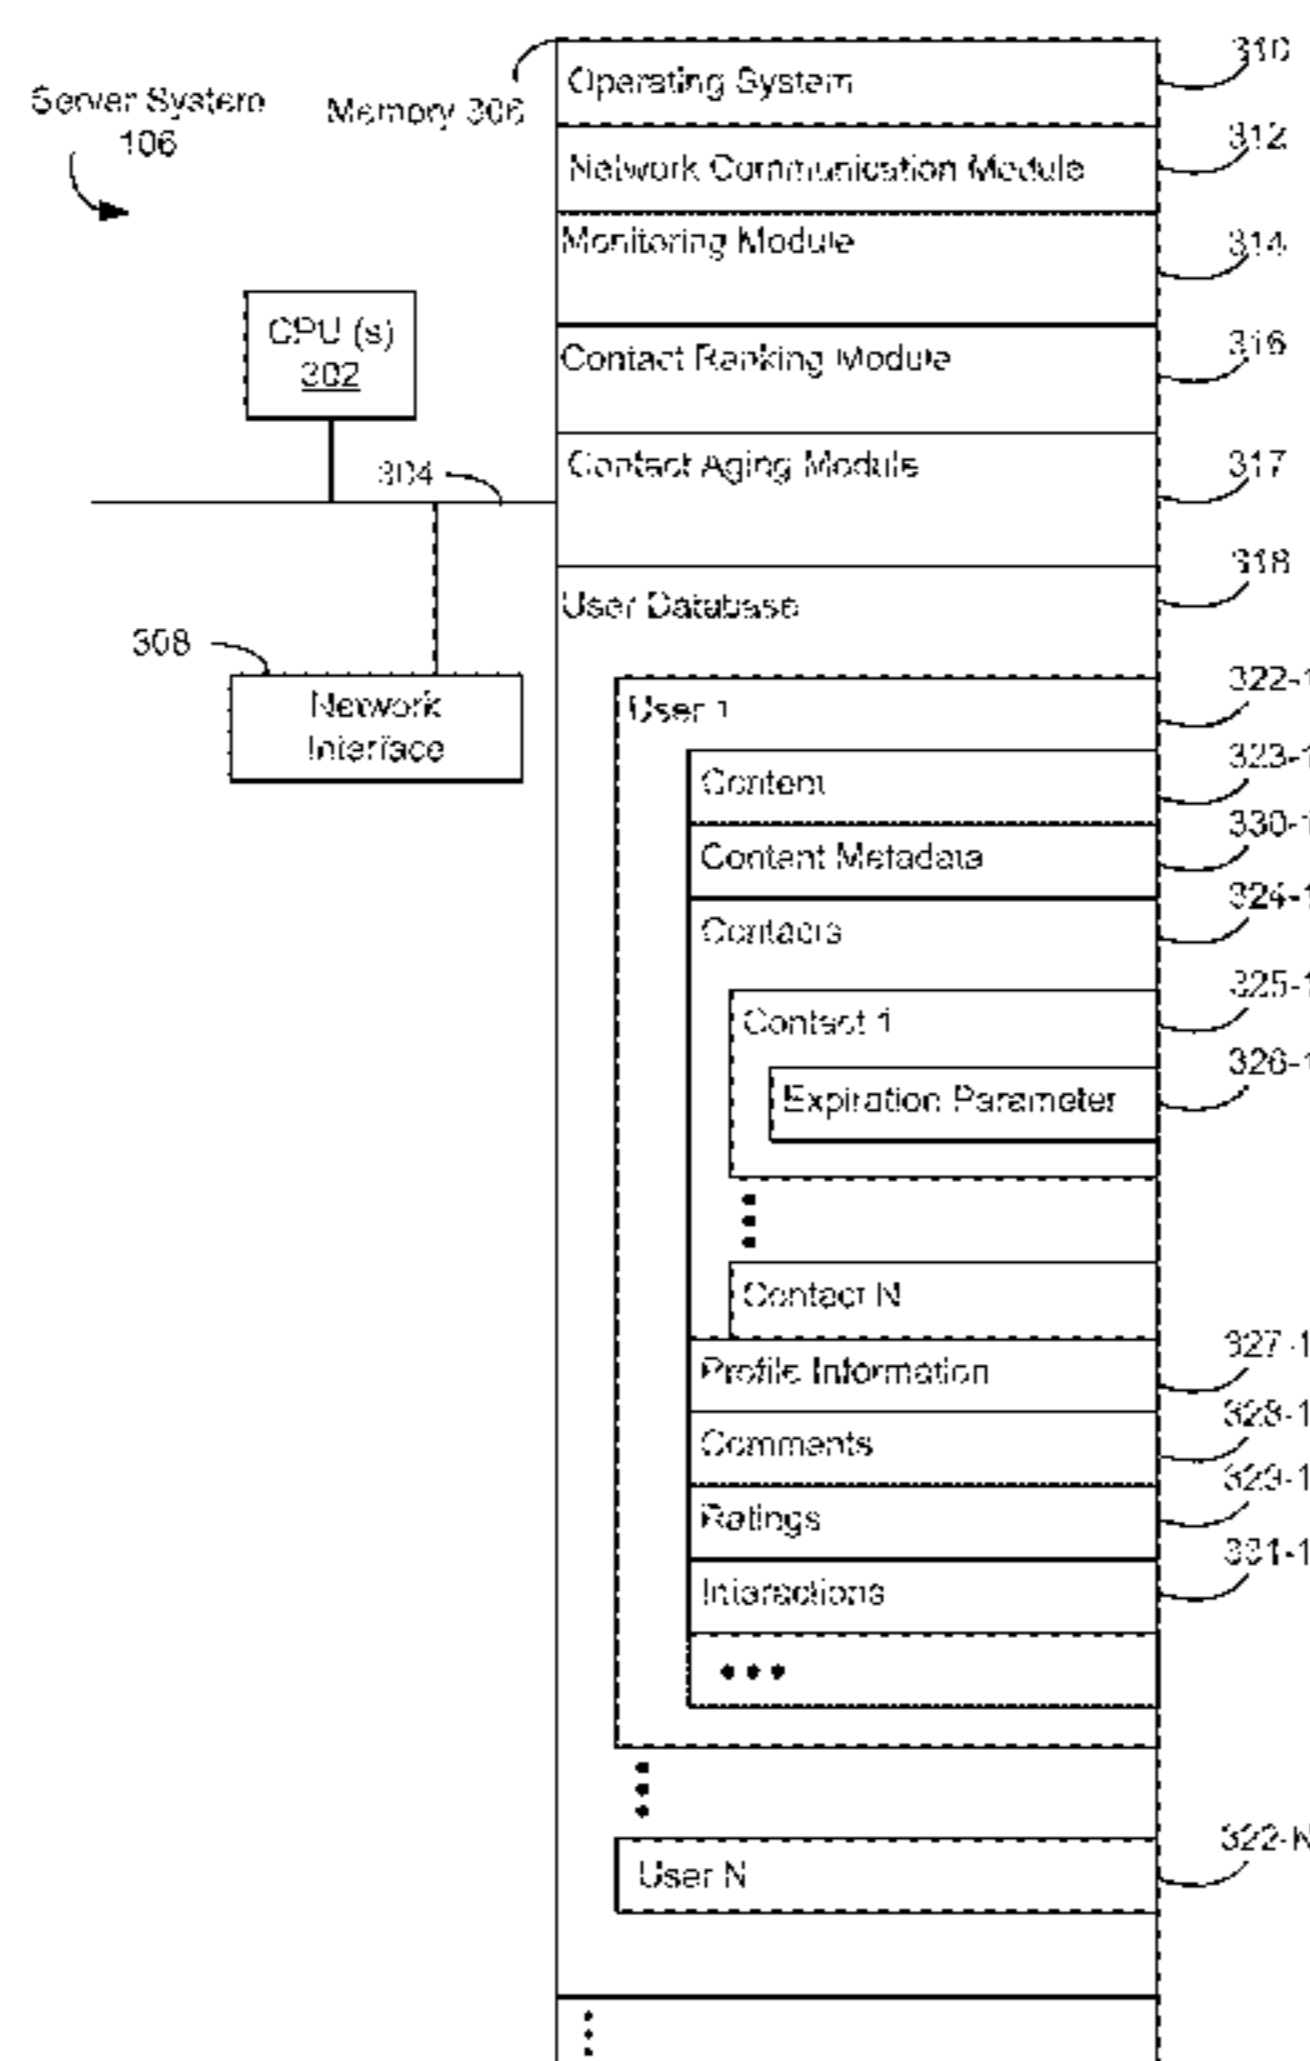 Server System
106
Memory 306
CPU (s)
302
304
308
Network
Interface
Operating System
310
Network Communication Module
312
Monitoring Module
314
Contact Ranking Module
316
Contact Aging Module
317
User Database
318
User 1
322-1
Content
323-1
Content Metadata
330-1
Contacts
324-1
Contact 1
325-1
Expiration Parameter
326-1
Contact N
Profile Information
327-1
Comments
328-1
Ratings
329-1
Interactions
331-1
User N
322-N